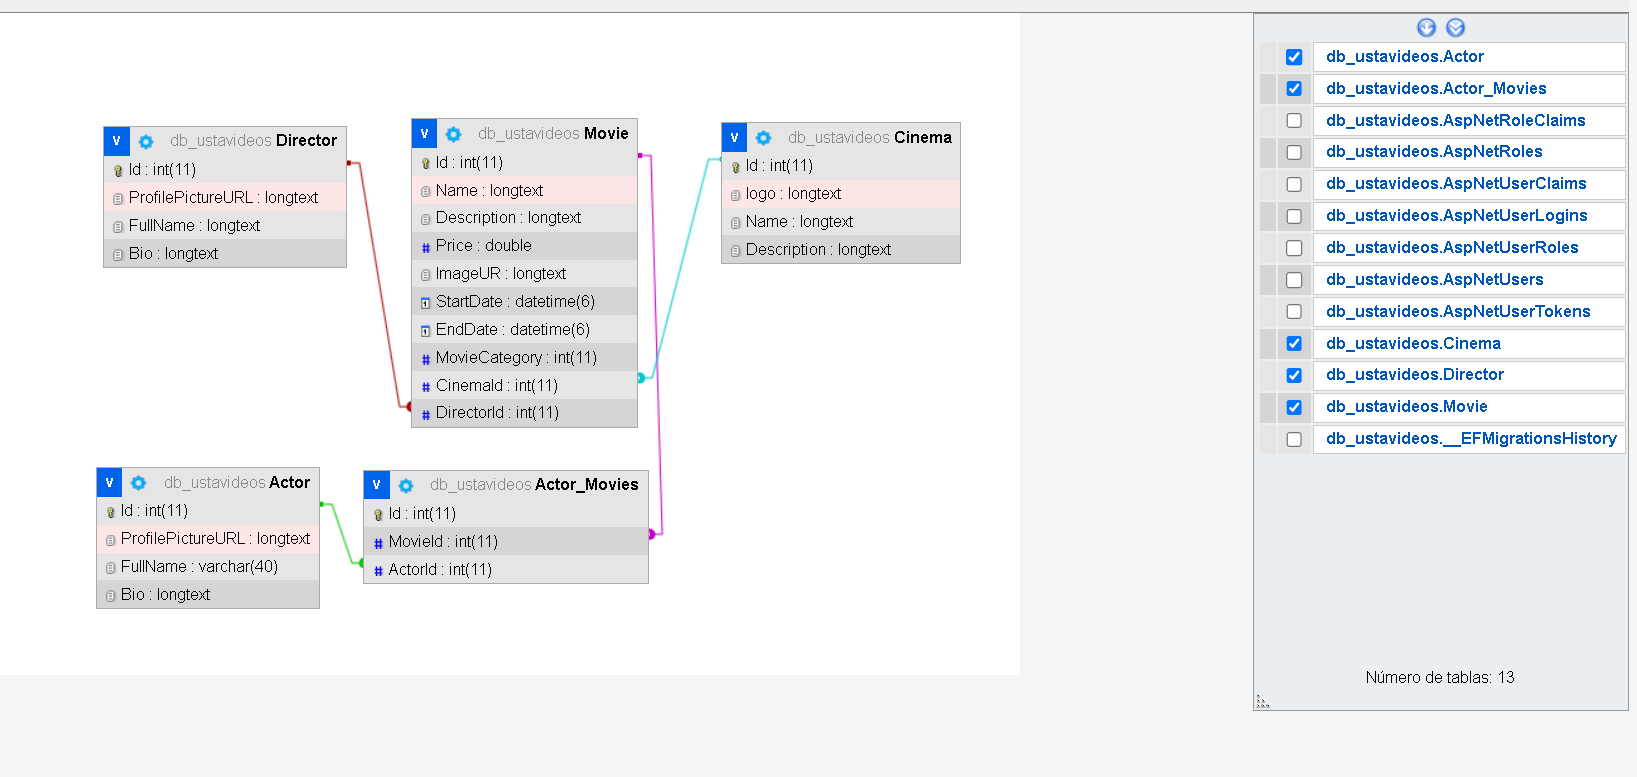 v db_ustavideos Director
Id : int(11)
ProfilePictureURL : longtext
FullName : longtext
Bio : longtext
v db_ustavideos Movie
Id : int(11)
Name : longtext
Description : longtext
# Price : double
ImageUR : longtext
StartDate : datetime(6)
EndDate : datetime(6)
# MovieCategory : int(11)
# CinemaId : int(11)
# DirectorId : int(11)
v db_ustavideos Cinema
Id : int(11)
logo : longtext
Name : longtext
Description : longtext
v db_ustavideos Actor
Id : int(11)
ProfilePictureURL : longtext
FullName : varchar(40)
Bio : longtext
v db_ustavideos Actor_Movies
Id : int(11)
# MovieId : int(11)
# ActorId : int(11)
db_ustavideos.Actor
db_ustavideos.Actor_Movies
db_ustavideos.AspNetRoleClaims
db_ustavideos.AspNetRoles
db_ustavideos.AspNetUserClaims
db_ustavideos.AspNetUserLogins
db_ustavideos.AspNetUserRoles
db_ustavideos.AspNetUsers
db_ustavideos.AspNetUserTokens
db_ustavideos.Cinema
db_ustavideos.Director
db_ustavideos.Movie
db_ustavideos.__EFMigrationsHistory
Número de tablas: 13